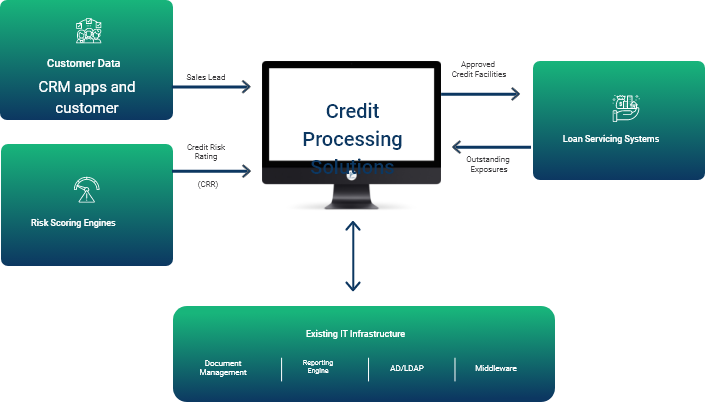 Customer Data
CRM apps and
customer
Sales Lead
Credit Risk
Rating
(CRR)
Risk Scoring Engines
Credit
Processing
Solutions
Approved
Credit Facilities
Outstanding
Exposures
Loan Servicing Systems
Existing IT Infrastructure
Document
Management
Reporting
Engine
AD/LDAP
Middleware